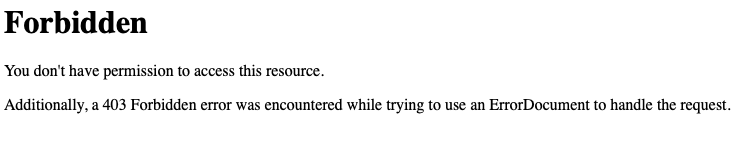 Forbidden
You don't have permission to access this resource.
Additionally, a 403 Forbidden error was encountered while trying to use an ErrorDocument to handle the request.